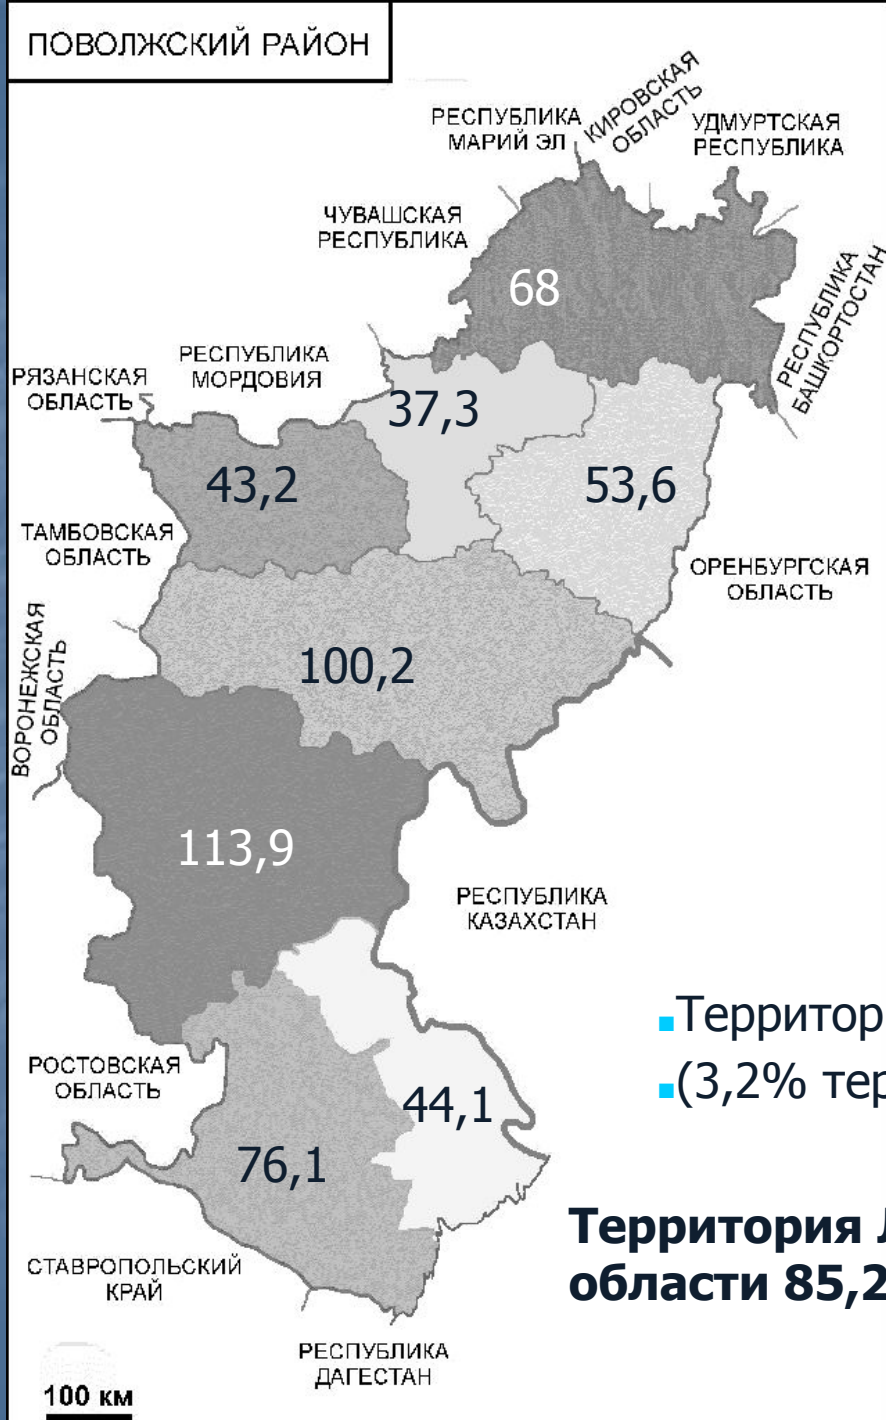 ПОВОЛЖСКИЙ РАЙОН
РЕСПУБЛИКА
МАРИЙ ЭЛ
КИРОВСКАЯ
ОБЛАСТЬ
УДМУРТСКАЯ
РЕСПУБЛИКА
ЧУВАШСКАЯ
РЕСПУБЛИКА
68
РЕСПУБЛИКА
БАШКОРТОСТАН
РЕСПУБЛИКА
МОРДОВИЯ
РЯЗАНСКАЯ
ОБЛАСТЬ
37,3
43,2
53,6
ТАМБОВСКАЯ
ОБЛАСТЬ
ОРЕНБУРГСКАЯ
ОБЛАСТЬ
ВОРОНЕЖСКАЯ
ОБЛАСТЬ
100,2
113,9
РЕСПУБЛИКА
КАЗАХСТАН
Территор
(3,2% тер
РОСТОВСКАЯ
ОБЛАСТЬ
44,1
76,1
Территория
области 85,2
СТАВРОПОЛЬСКИЙ
КРАЙ
РЕСПУБЛИКА
ДАГЕСТАН
100 км